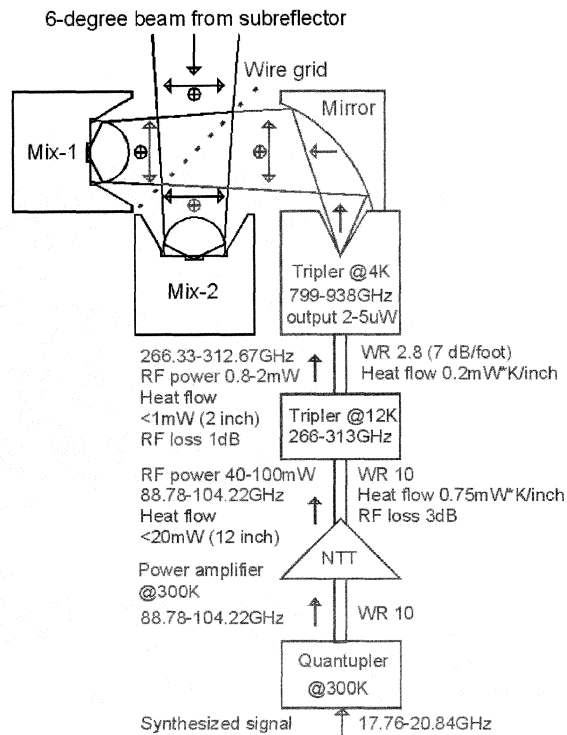 6-degree beam from subreflector
Wire grid
Mirror
Mix-1
Mix-2
Tripler @4K
799-938GHz
output 2-5uW
266.33-312.67GHz
RF power 0.8-2mW
Heat flow
<1mW (2 inch)
RF loss 1dB
WR 2.8 (7 dB/foot)
Heat flow 0.2mW*K/inch
Tripler @12K
266-313GHz
RF power 40-100mW
88.78-104.22GHz
Heat flow
<20mW (12 inch)
WR 10
Heat flow 0.75mW*K/inch
RF loss 3dB
NTT
Power amplifier
@300K
88.78-104.22GHz
WR 10
Quantupler
@300K
Synthesized signal
17.76-20.84GHz